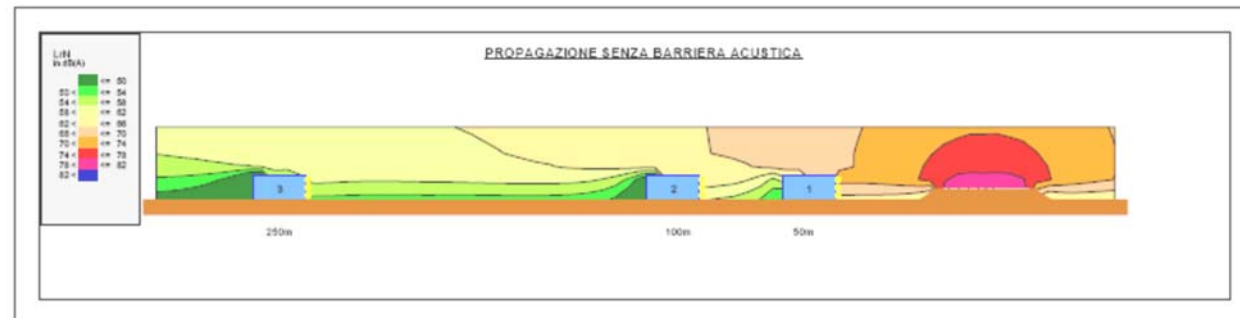 PROPAGAZIONE SENZA BARRIERA ACUSTICA
LrN
in dB(A)
<= 50
50 < <= 54
54 < <= 58
58 < <= 62
62 < <= 66
66 < <= 70
70 < <= 74
74 < <= 78
78 < <= 82
82 <
3
2
1
250m
100m
50m